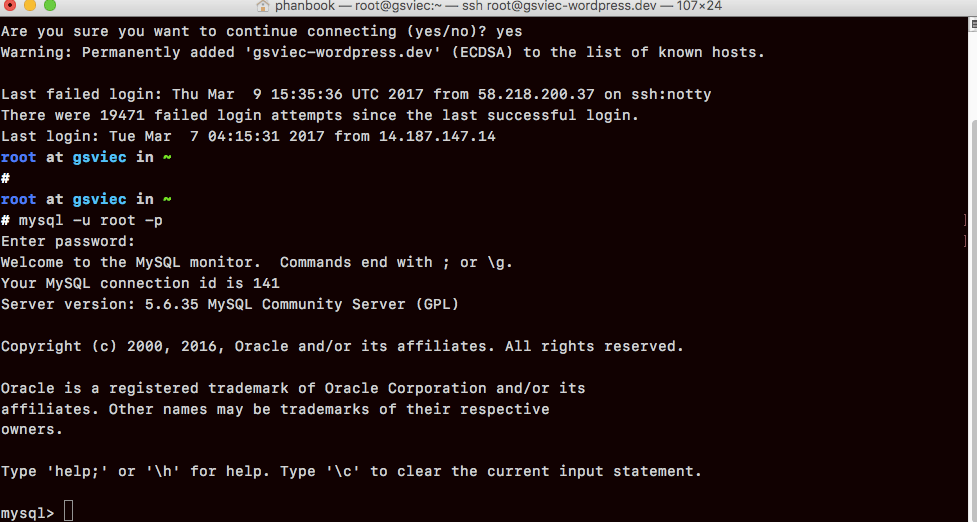 phanbook — root@gsviec:~ — ssh root@gsviec-wordpress.dev — 107×24
Are you sure you want to continue connecting (yes/no)? yes
Warning: Permanently added 'gsviec-wordpress.dev' (ECDSA) to the list of known hosts.
Last failed login: Thu Mar  9 15:35:36 UTC 2017 from 58.218.200.37 on ssh:notty
There were 19471 failed login attempts since the last successful login.
Last login: Tue Mar  7 04:15:31 2017 from 14.187.147.14
root at gsviec in ~
#
root at gsviec in ~
# mysql -u root -p
Enter password:
Welcome to the MySQL monitor.  Commands end with ; or \g.
Your MySQL connection id is 141
Server version: 5.6.35 MySQL Community Server (GPL)
Copyright (c) 2000, 2016, Oracle and/or its affiliates. All rights reserved.
Oracle is a registered trademark of Oracle Corporation and/or its
affiliates. Other names may be trademarks of their respective
owners.
Type 'help;' or '\h' for help. Type '\c' to clear the current input statement.
mysql>